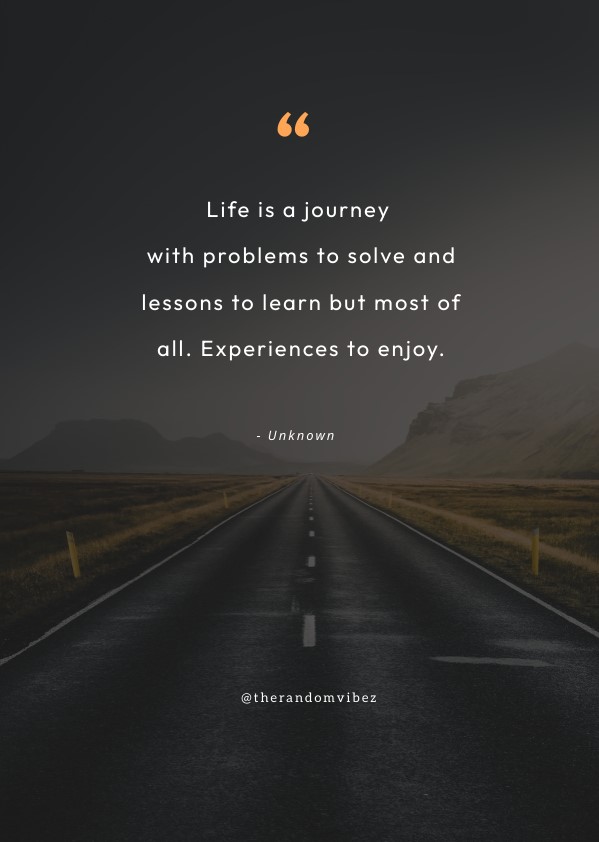 “
Life is a journey
with problems to solve and
lessons to learn but most of
all. Experiences to enjoy.
- Unknown
@therandomvibez